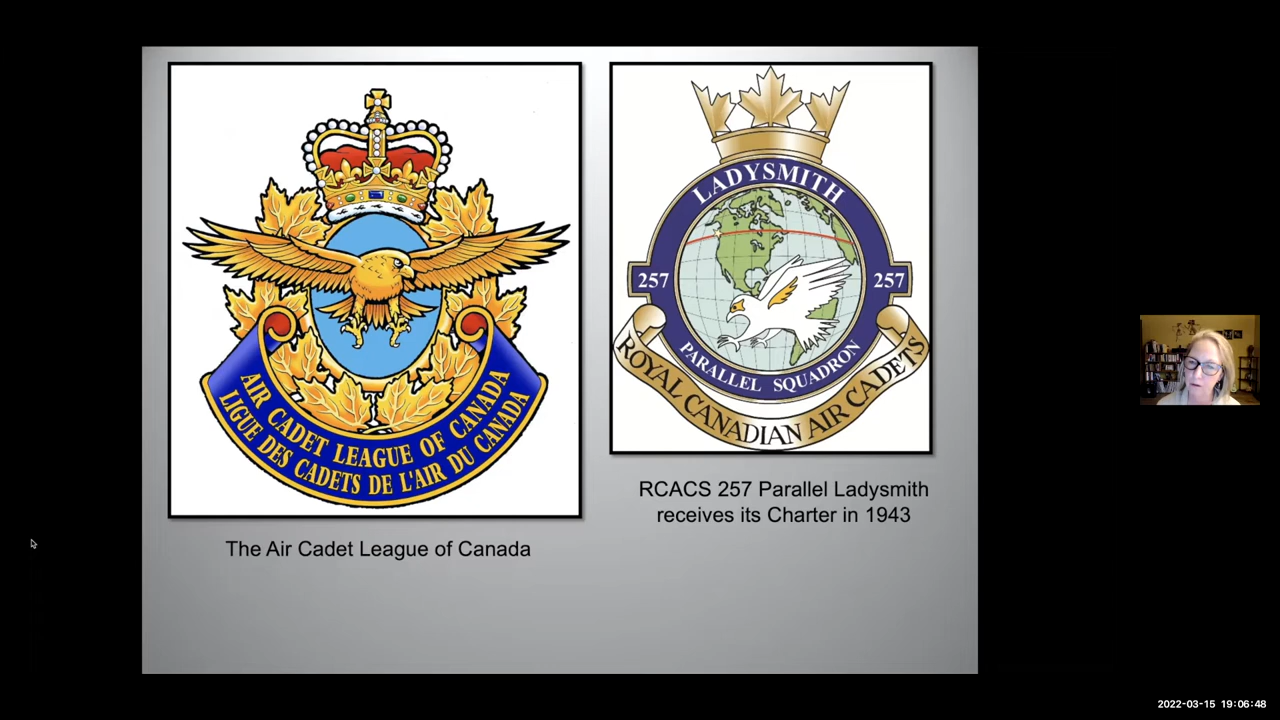 AIR CADET LEAGUE OF CANADA
LIGUE DES CADETS DE L'AIR DU CANADA
The Air Cadet League of Canada
LADYSMITH
257
257
PARALLEL SQUADRON
ROYAL CANADIAN AIR CADETS
RCACS 257 Parallel Ladysmith
receives its Charter in 1943
2022-03-15 19:06:48